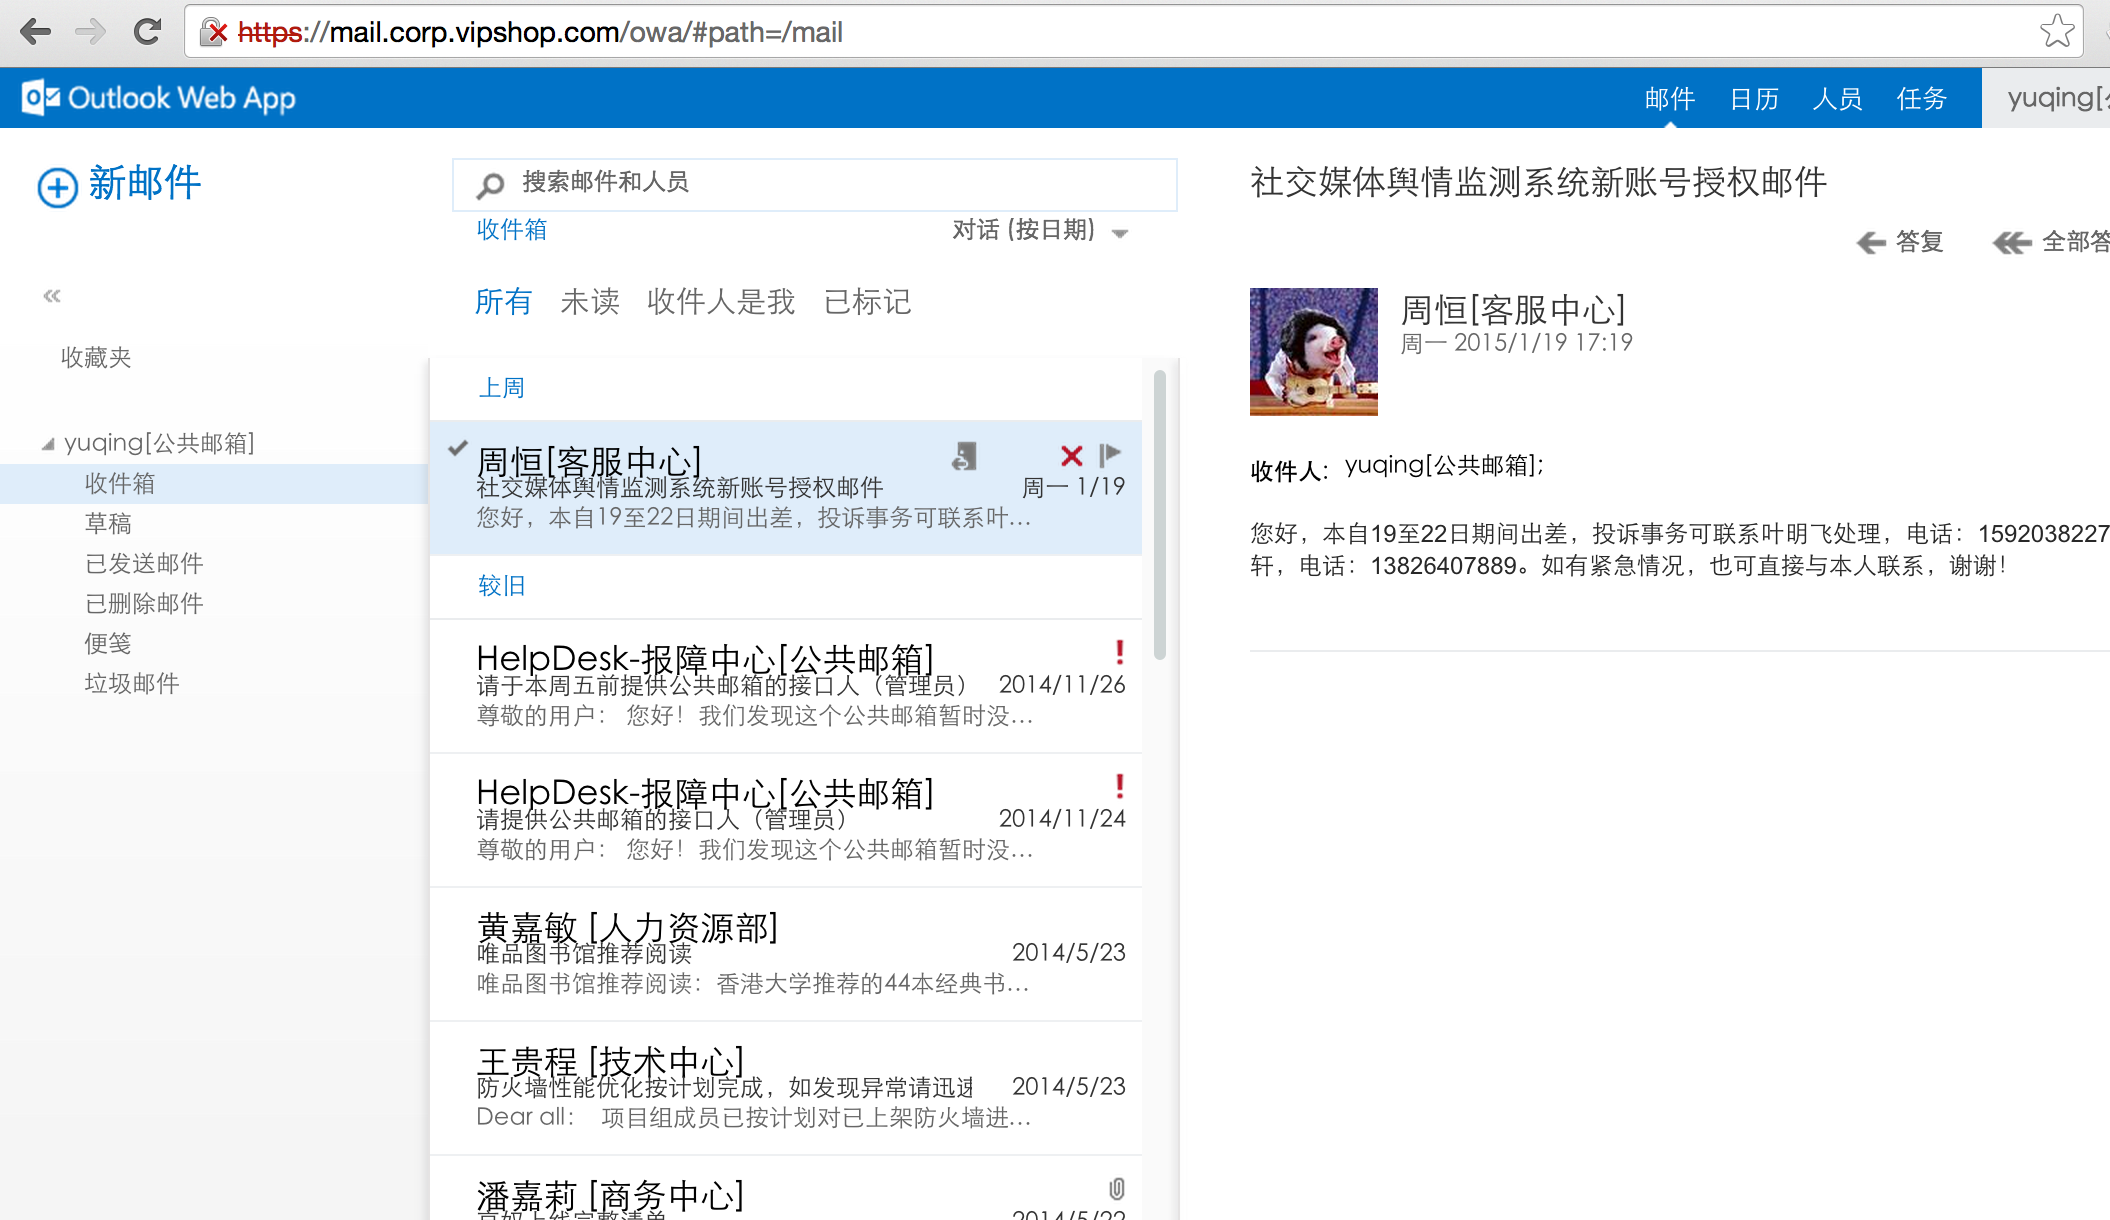 https://mail.corp.vipshop.com/owa/#path=/mail
Outlook Web App
邮件 日历 人员 任务
新邮件
«
收藏夹
yuqing[公共邮箱]
收件箱
草稿
已发送邮件
已删除邮件
便笺
垃圾邮件
搜索邮件和人员
收件箱 对话 (按日期)
所有 未读 收件人是我 已标记
上周
周恒[客服中心]
社交媒体舆情监测系统新账号授权邮件 周一 1/19
您好，本自19至22日期间出差，投诉事务可联系叶...
较旧
HelpDesk-报障中心[公共邮箱]
请于本周五前提供公共邮箱的接口人（管理员） 2014/11/26
尊敬的用户： 您好！我们发现这个公共邮箱暂时没...
HelpDesk-报障中心[公共邮箱]
请提供公共邮箱的接口人（管理员） 2014/11/24
尊敬的用户： 您好！我们发现这个公共邮箱暂时没...
黄嘉敏 [人力资源部]
唯品图书馆推荐阅读 2014/5/23
唯品图书馆推荐阅读：香港大学推荐的44本经典书...
王贵程 [技术中心]
防火墙性能优化按计划完成，如发现异常请迅速 2014/5/23
Dear all： 项目组成员已按计划对已上架防火墙进...
潘嘉莉 [商务中心]
社交媒体舆情监测系统新账号授权邮件
答复 全部答
周恒[客服中心]
周一 2015/1/19 17:19
收件人： yuqing[公共邮箱];
您好，本自19至22日期间出差，投诉事务可联系叶明飞处理，电话：1592038227
轩，电话：13826407889。如有紧急情况，也可直接与本人联系，谢谢！